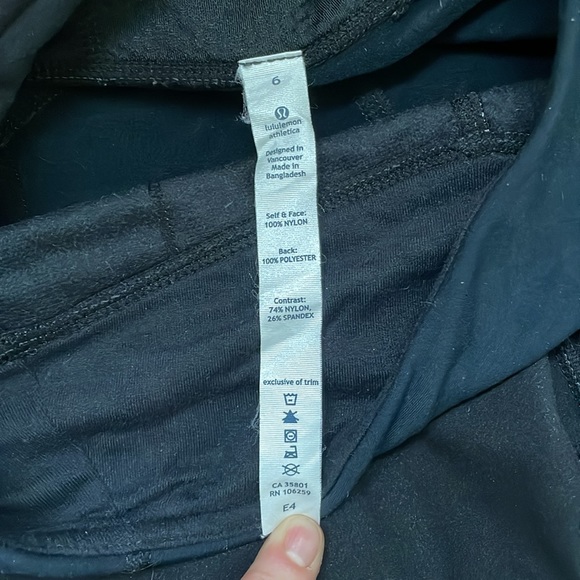 6
lululemon
athletica
Designed in
Vancouver
Made in
Bangladesh
Self & Face:
100% NYLON
Back:
100% POLYESTER
Contrast:
74% NYLON,
26% SPANDEX
exclusive of trim
CA 35801
RN 106259
E4